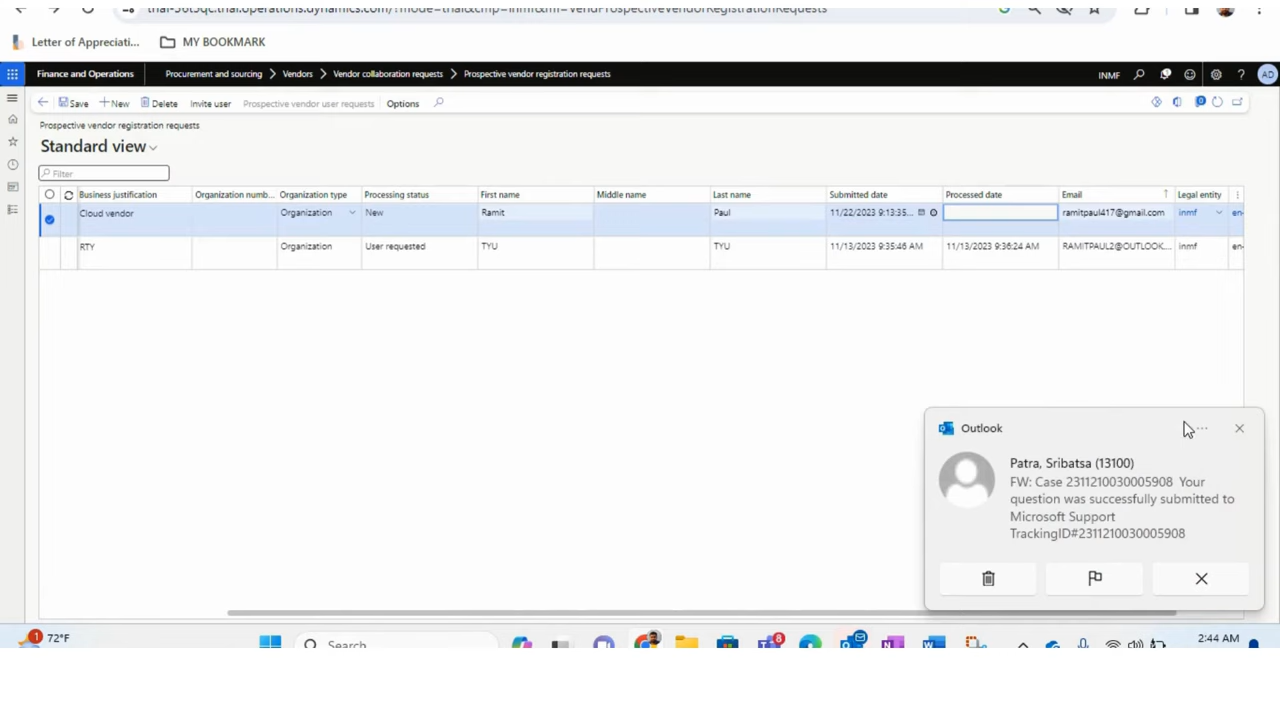 Letter of Appreciati... MY BOOKMARK
Finance and Operations Procurement and sourcing > Vendors > Vendor collaboration requests > Prospective vendor registration requests INMF ? AD
Save + New Delete Invite user Prospective vendor user requests Options 0
Prospective vendor registration requests
Standard view
Filter
Business justification Organization numb... Organization type Processing status First name Middle name Last name Submitted date Processed date Email Legal entity
Cloud vendor Organization New Ramit Paul 11/22/2023 9:13:35... ramitpaul417@gmail.com inmf en-
RTY Organization User requested TYU TYU 11/13/2023 9:35:46 AM 11/13/2023 9:36:24 AM RAMITPAUL2@OUTLOOK.... inmf en-
Outlook
Patra, Sribatsa (13100)
FW: Case 2311210030005908 Your
question was successfully submitted to
Microsoft Support
TrackingID#2311210030005908
1 72°F Search 8 2:44 AM